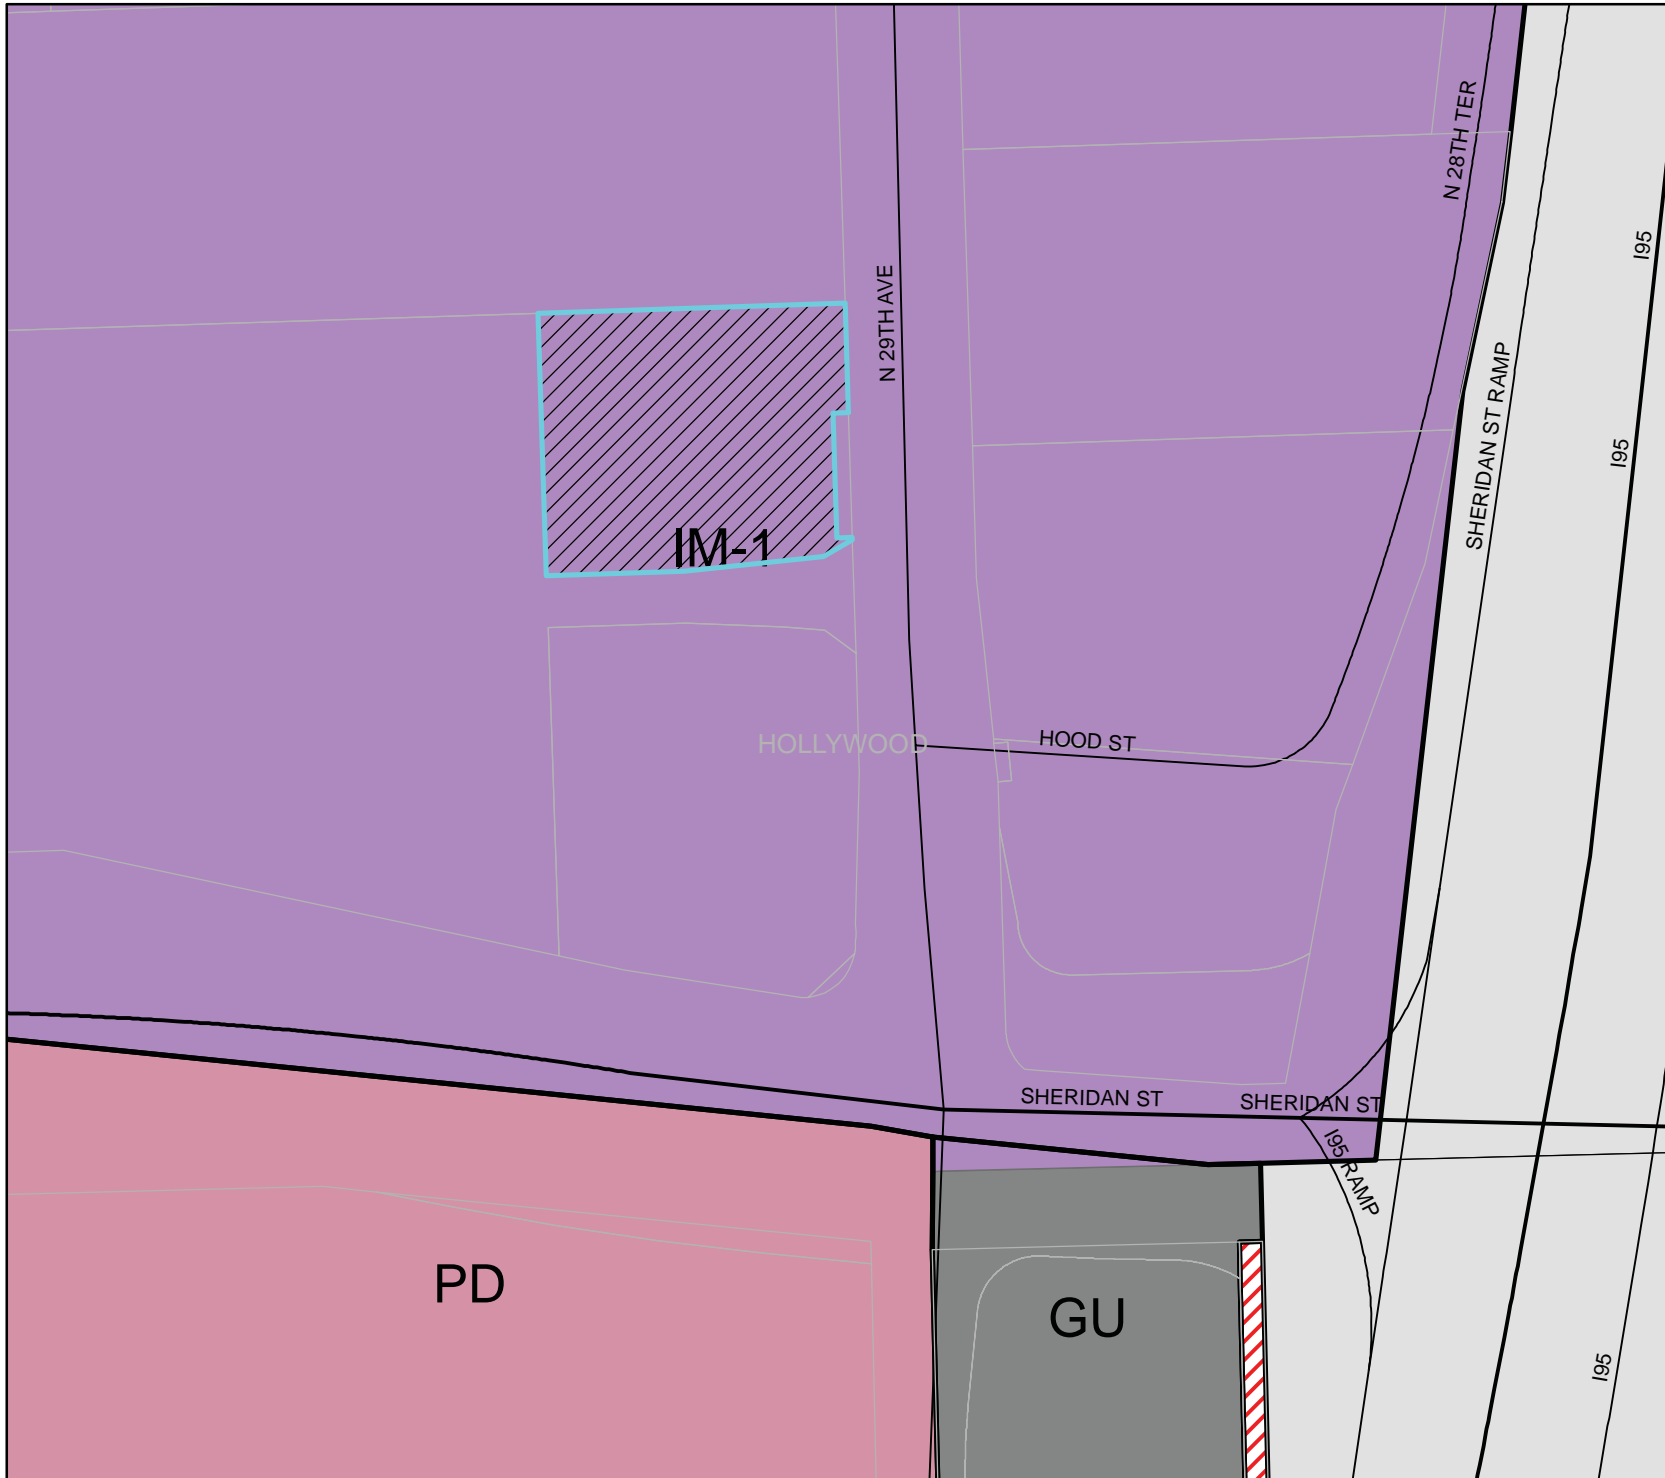 N 28TH TER
I95
N 29TH AVE
SHERIDAN ST RAMP
I95
IM-1
HOLLYWOOD
HOOD ST
SHERIDAN ST
SHERIDAN ST
I95 RAMP
PD
GU
I95